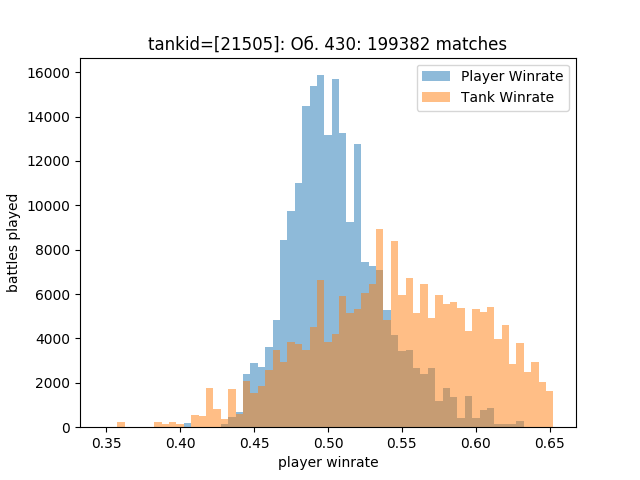 tankid=[21505]: Об. 430: 199382 matches
Player Winrate
Tank Winrate
16000
14000
12000
10000
8000
6000
4000
2000
0
battles played
0.35 0.40 0.45 0.50 0.55 0.60 0.65
player winrate